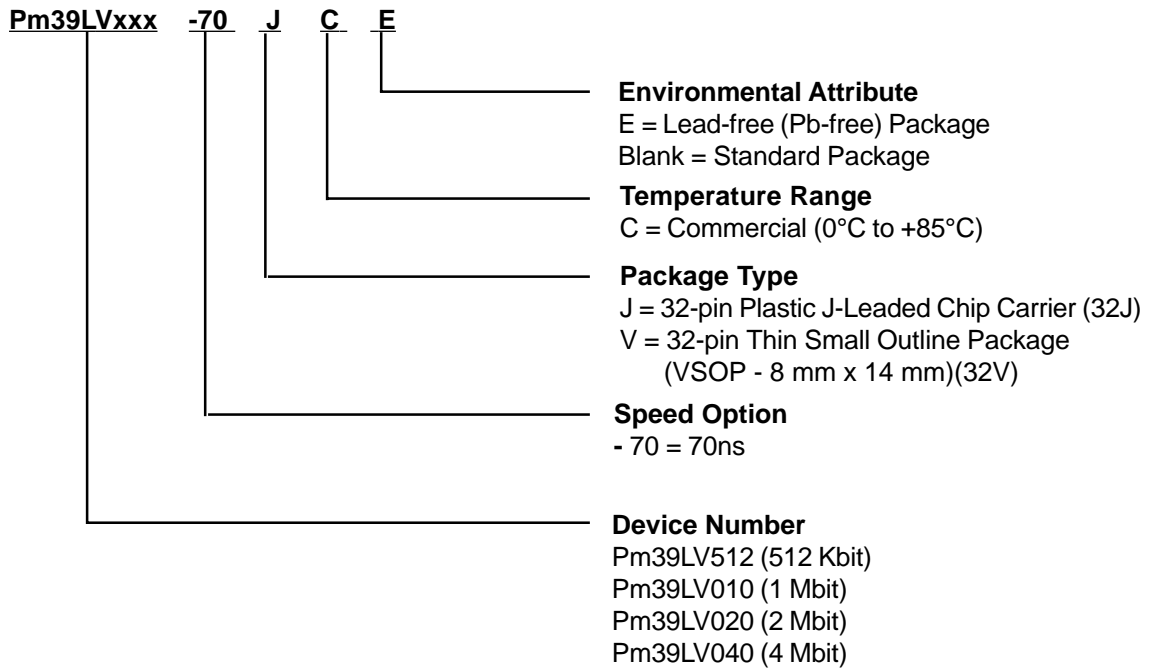 Pm39LVxxx -70 J C E
Environmental Attribute
E = Lead-free (Pb-free) Package
Blank = Standard Package
Temperature Range
C = Commercial (0°C to +85°C)
Package Type
J = 32-pin Plastic J-Leaded Chip Carrier (32J)
V = 32-pin Thin Small Outline Package
(VSOP - 8 mm x 14 mm)(32V)
Speed Option
- 70 = 70ns
Device Number
Pm39LV512 (512 Kbit)
Pm39LV010 (1 Mbit)
Pm39LV020 (2 Mbit)
Pm39LV040 (4 Mbit)